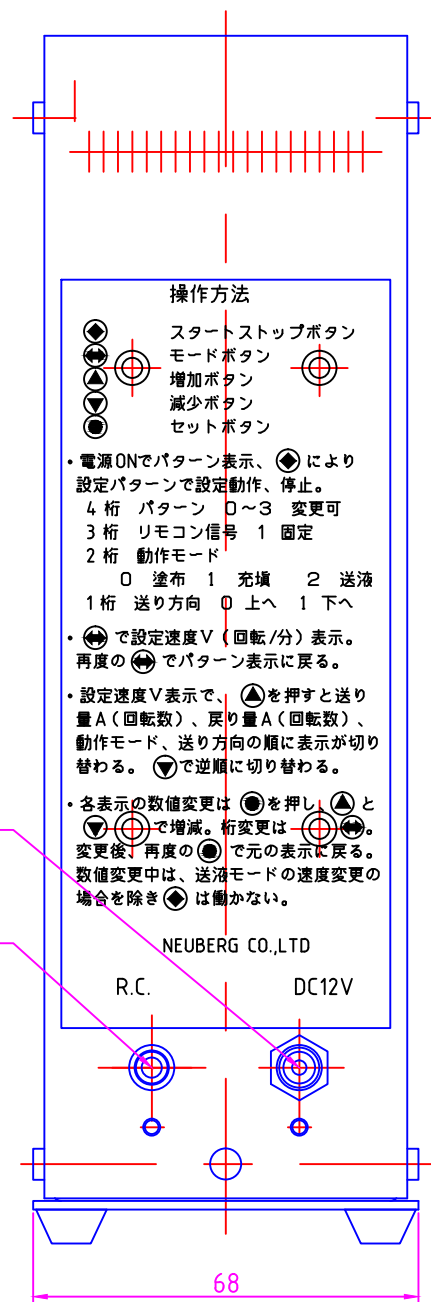 操作方法
スタートストップボタン
モードボタン
増加ボタン
減少ボタン
セットボタン
・電源ONでパターン表示、◆により
設定パターンで設定動作、停止。
4桁 パターン 0～3 変更可
3桁 リモコン信号 1 固定
2桁 動作モード
0 塗布 1 充填 2 送液
1桁 送り方向 0 上へ 1 下へ
・⬌で設定速度V（回転/分）表示。
再度の⬌でパターン表示に戻る。
・設定速度V表示で、▲を押すと送り
量A（回転数）、戻り量A（回転数）、
動作モード、送り方向の順に表示が切り
替わる。▼で逆順に切り替わる。
・各表示の数値変更は●を押し、▲と
▼で増減。桁変更は⬌。
変更後、再度の●で元の表示に戻る。
数値変更中は、送液モードの速度変更の
場合を除き◆は働かない。
NEUBERG CO.,LTD
R.C. DC12V
68